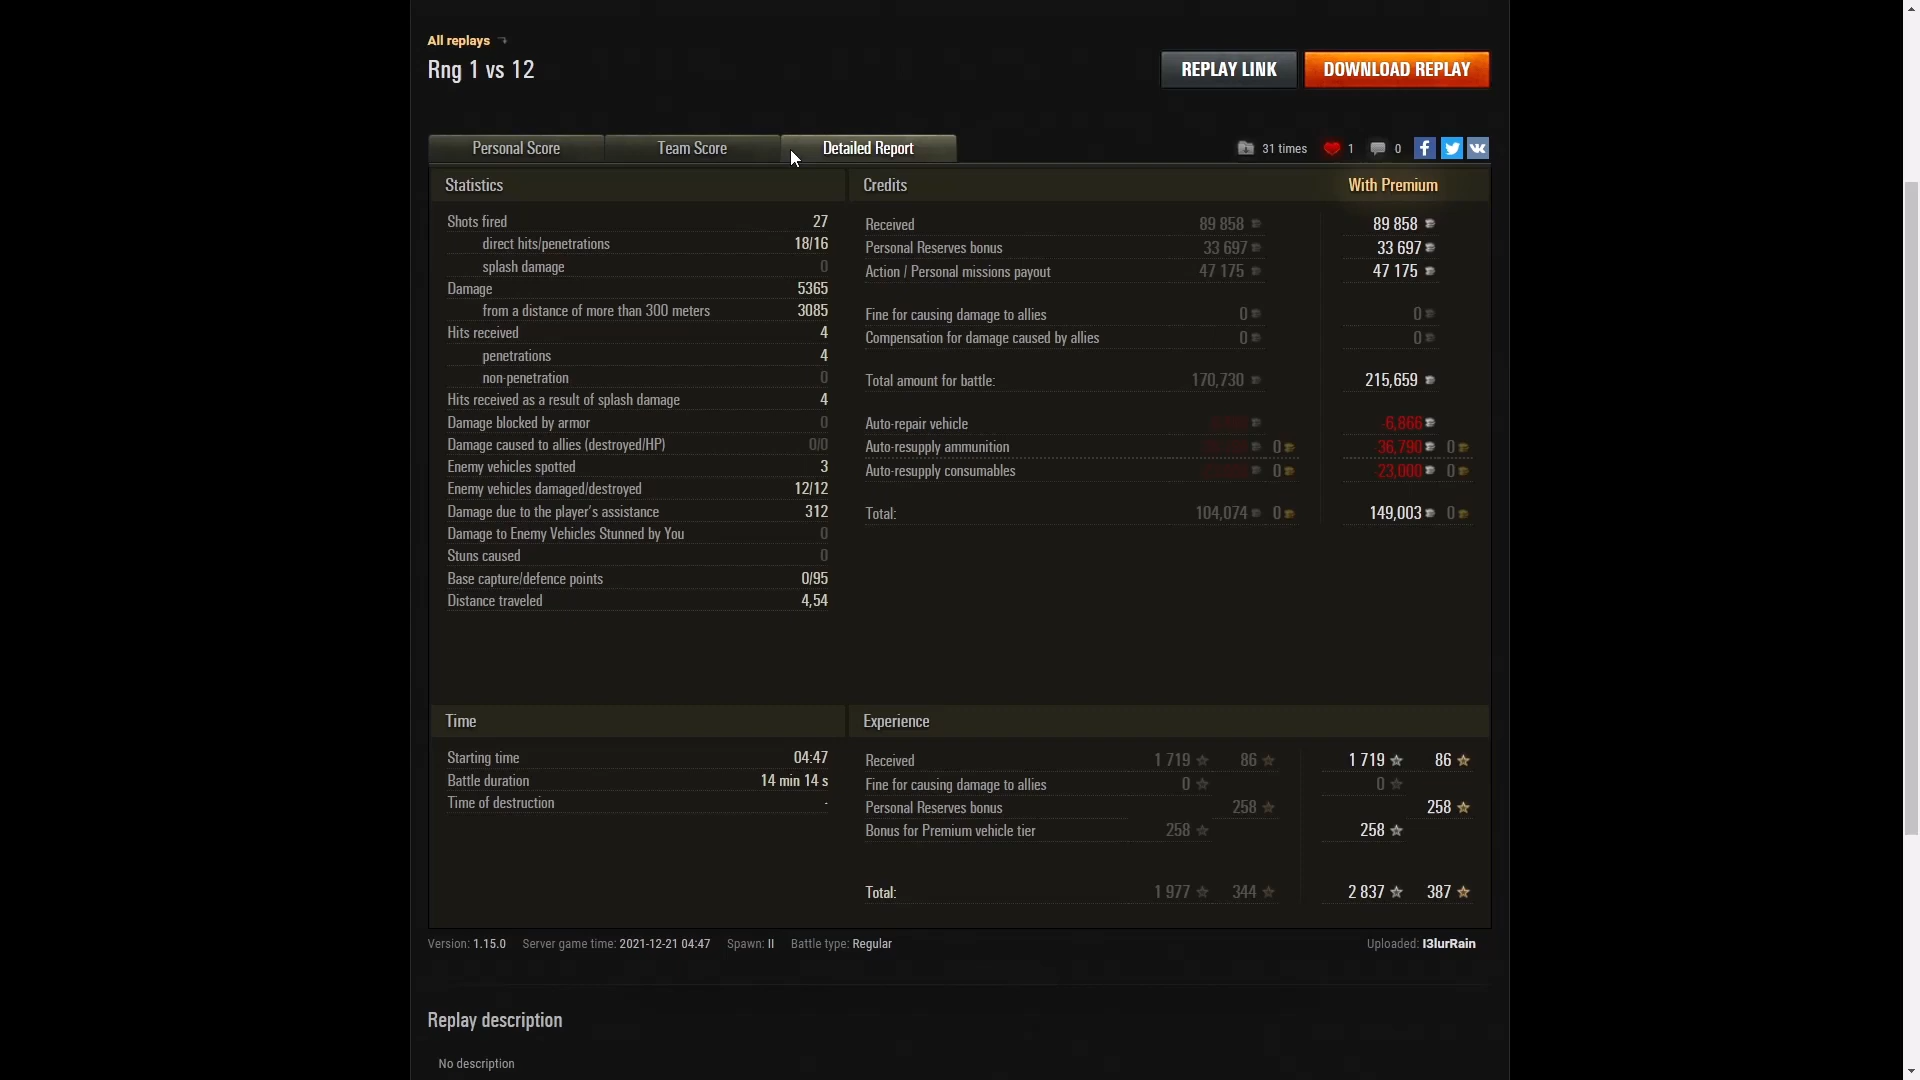 All replays
Rng 1 vs 12
REPLAY LINK
DOWNLOAD REPLAY
Personal Score
Team Score
Detailed Report
31 times
1
0
Statistics
Shots fired 27
direct hits/penetrations 18/16
splash damage 0
Damage 5365
from a distance of more than 300 meters 3085
Hits received 4
penetrations 4
non-penetration 0
Hits received as a result of splash damage 4
Damage blocked by armor 0
Damage caused to allies (destroyed/HP) 0/0
Enemy vehicles spotted 3
Enemy vehicles damaged/destroyed 12/12
Damage due to the player's assistance 312
Damage to Enemy Vehicles Stunned by You 0
Stuns caused 0
Base capture/defence points 0/95
Distance traveled 4,54
Credits With Premium
Received 89 858 89 858
Personal Reserves bonus 33 697 33 697
Action / Personal missions payout 47 175 47 175
Fine for causing damage to allies 0 0
Compensation for damage caused by allies 0 0
Total amount for battle: 170,730 215,659
Auto-repair vehicle -6,866
Auto-resupply ammunition 0 -36,790 0
Auto-resupply consumables 0 -23,000 0
Total: 104,074 0 149,003 0
Time
Starting time 04:47
Battle duration 14 min 14 s
Time of destruction -
Experience
Received 1 719 86 1 719 86
Fine for causing damage to allies 0 0
Personal Reserves bonus 258 258
Bonus for Premium vehicle tier 258 258
Total: 1 977 344 2 837 387
Version: 1.15.0 Server game time: 2021-12-21 04:47 Spawn: II Battle type: Regular Uploaded: I3lurRain
Replay description
No description